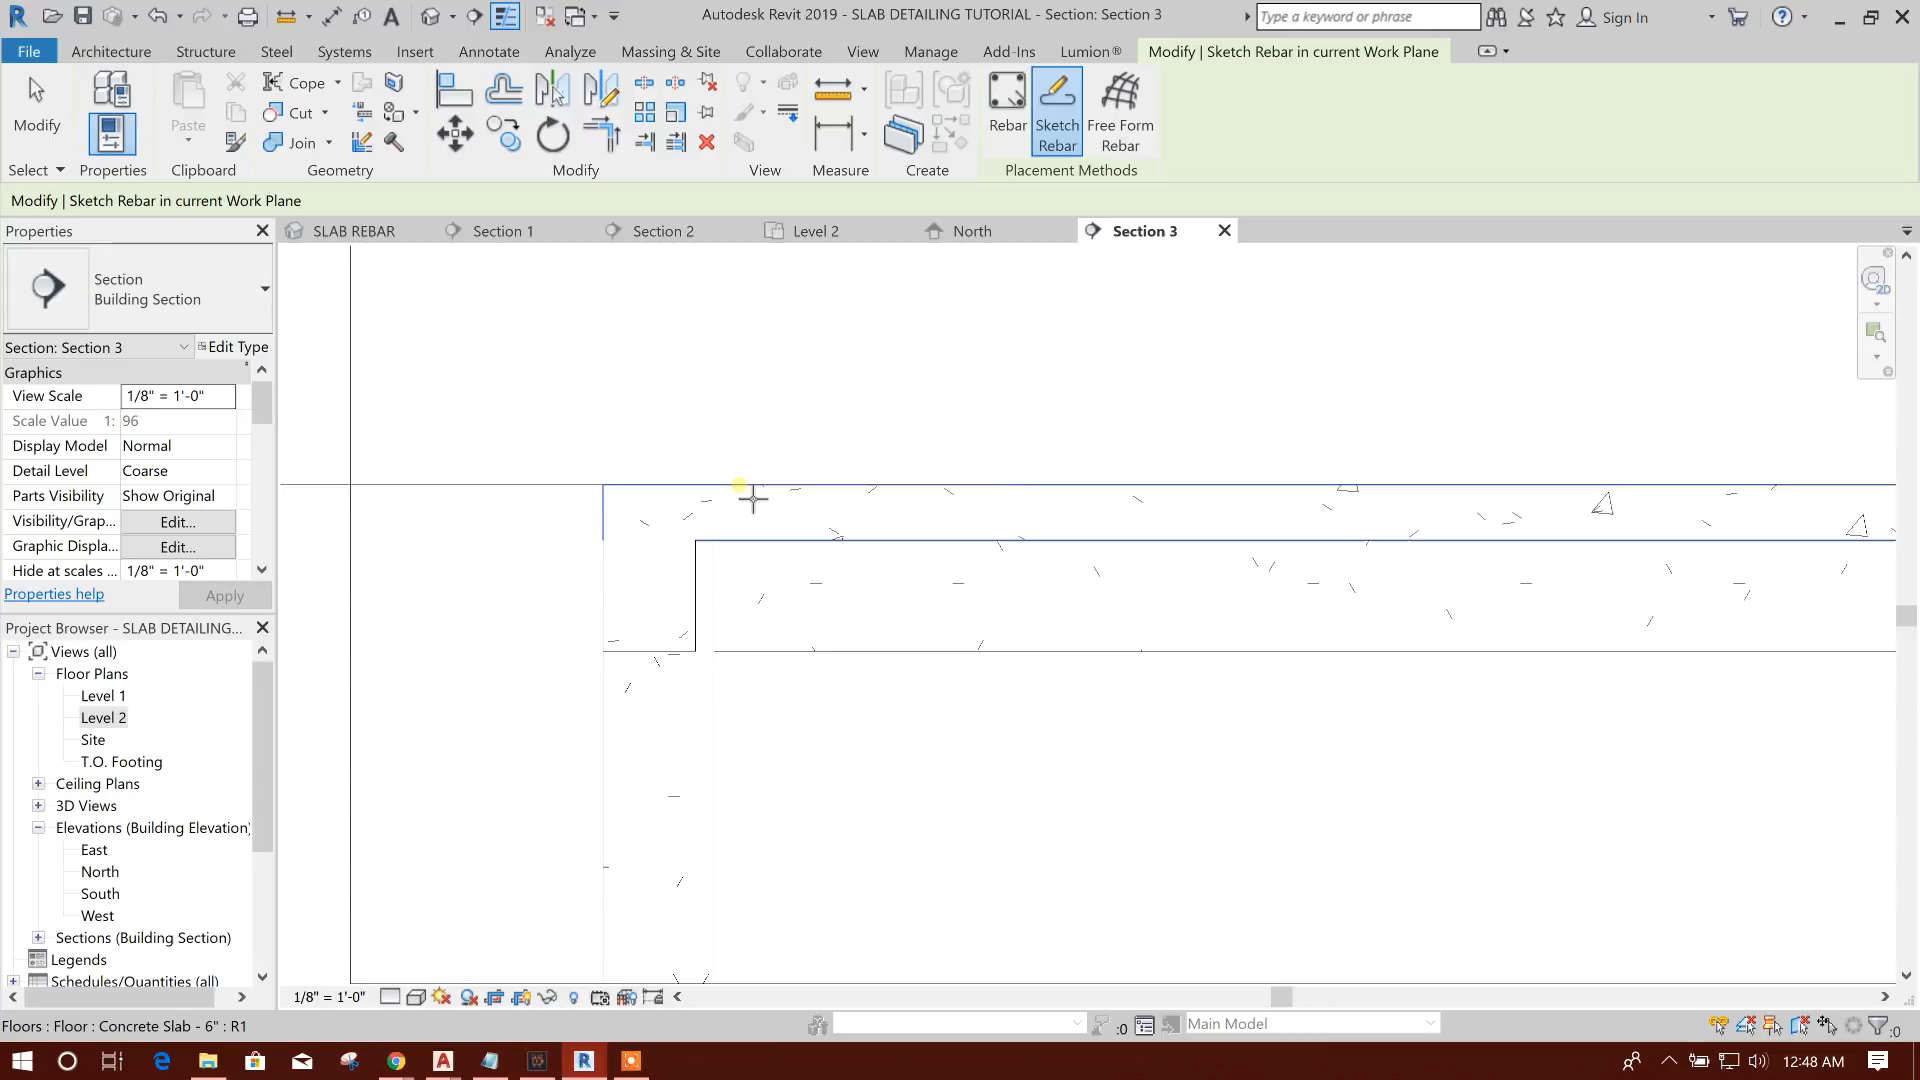 Autodesk Revit 2019 - SLAB DETAILING TUTORIAL - Section: Section 3
Type a keyword or phrase
Sign In
File Architecture Structure Steel Systems Insert Annotate Analyze Massing & Site Collaborate View Manage Add-Ins Lumion® Modify | Sketch Rebar in current Work Plane
Modify
Paste
Cope
Cut
Join
Rebar
Sketch Rebar
Free Form Rebar
Select Properties Clipboard Geometry Modify View Measure Create Placement Methods
Modify | Sketch Rebar in current Work Plane
Properties
SLAB REBAR Section 1 Section 2 Level 2 North Section 3
Section
Building Section
Section: Section 3 Edit Type
Graphics
View Scale 1/8" = 1'-0"
Scale Value 1: 96
Display Model Normal
Detail Level Coarse
Parts Visibility Show Original
Visibility/Grap... Edit...
Graphic Displa... Edit...
Hide at scales ... 1/8" = 1'-0"
Properties help Apply
Project Browser - SLAB DETAILING...
Views (all)
Floor Plans
Level 1
Level 2
Site
T.O. Footing
Ceiling Plans
3D Views
Elevations (Building Elevation)
East
North
South
West
Sections (Building Section)
Legends
Schedules/Quantities (all)
1/8" = 1'-0"
2D
Floors : Floor : Concrete Slab - 6" : R1
:0
Main Model
:0
12:48 AM